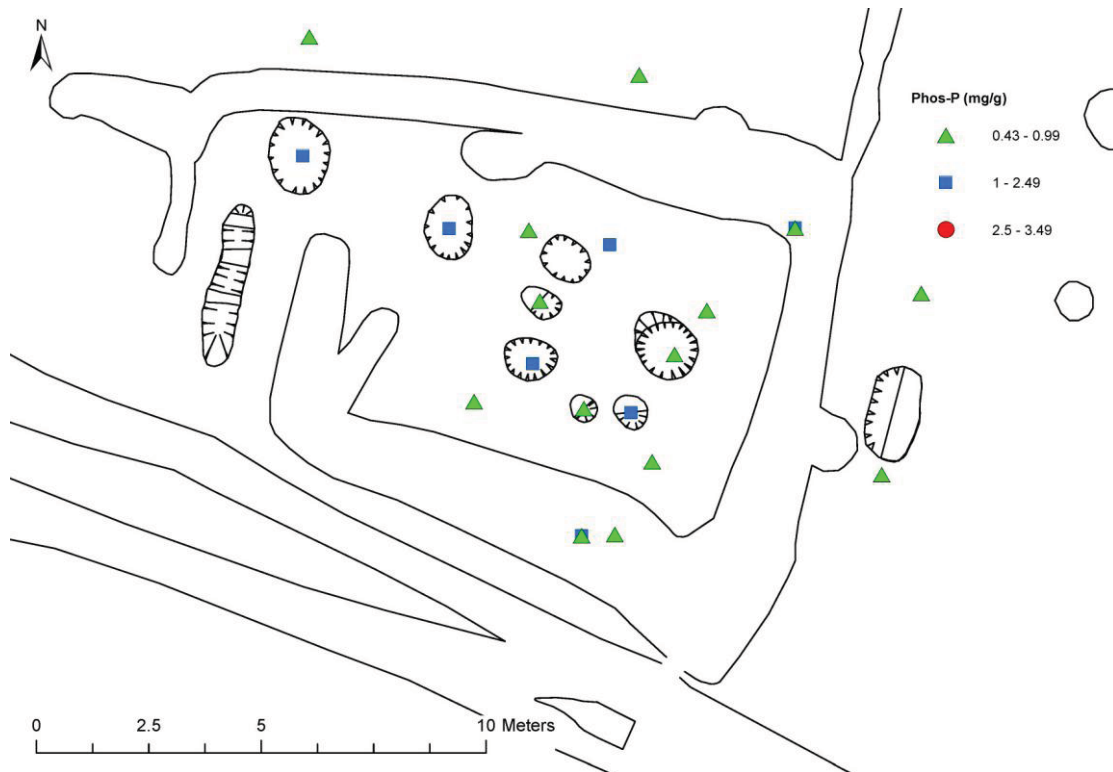 N
Phos-P (mg/g)
0.43 - 0.99
1 - 2.49
2.5 - 3.49
0 2.5 5 10 Meters